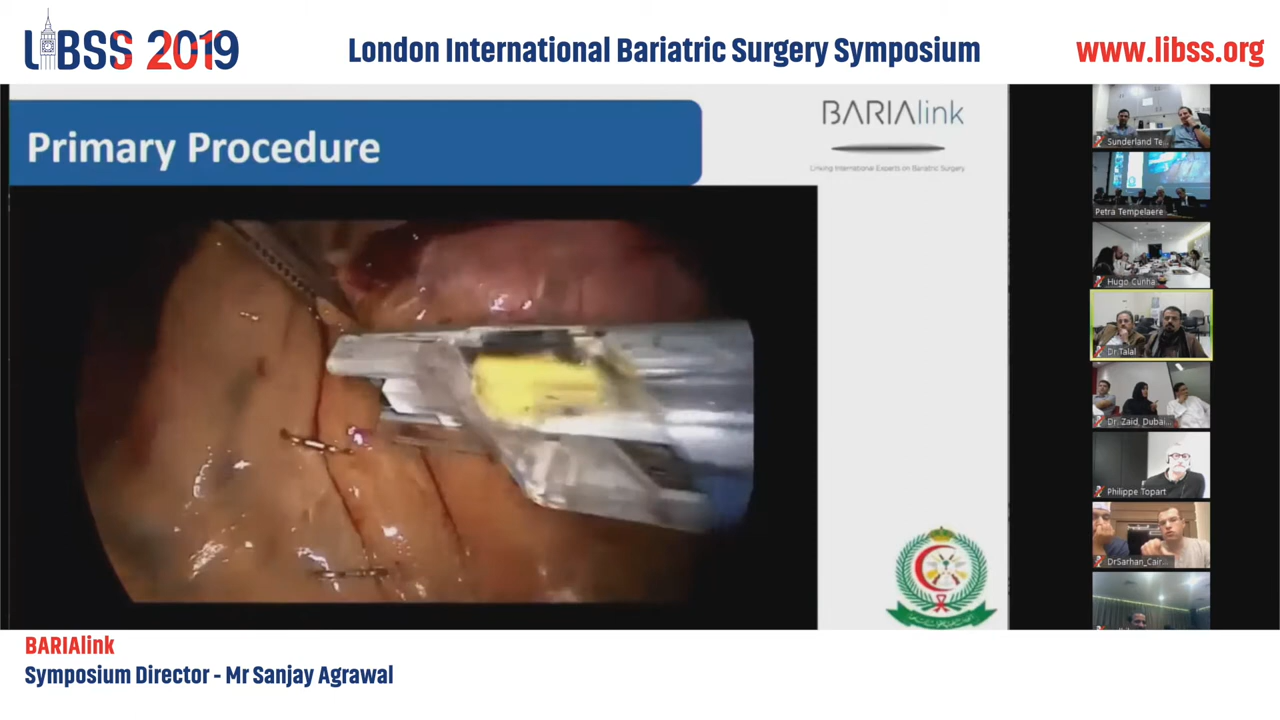 LIBSS 2019
London International Bariatric Surgery Symposium
www.libss.org
Primary Procedure
BARIAlink
Linking International Experts on Bariatric Surgery
Sunderland Te...
Petra Tempelaere
Hugo Cunha
Dr Talal
Dr. Zaid, Dubai...
Philippe Topart
DrSarhan_Cair...
BARIAlink
Symposium Director - Mr Sanjay Agrawal